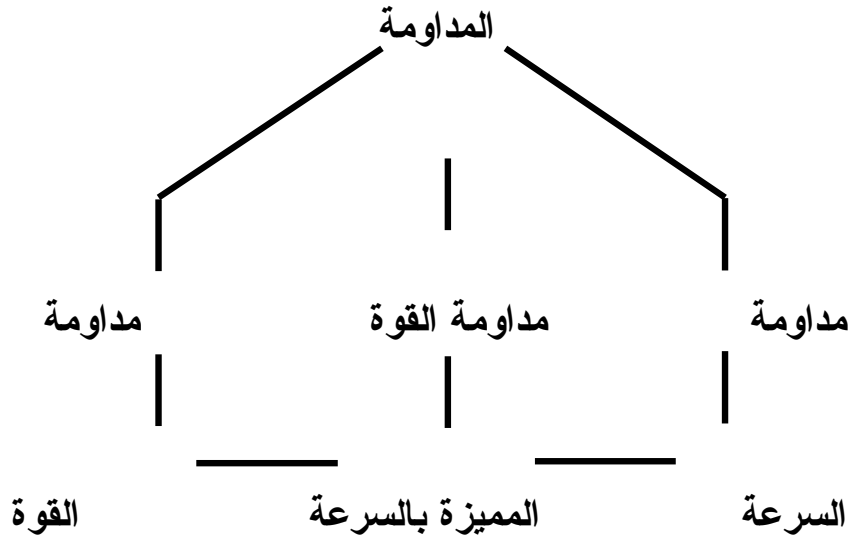 المداومة
مداومة مداومة القوة مداومة
السرعة المميزة بالسرعة القوة